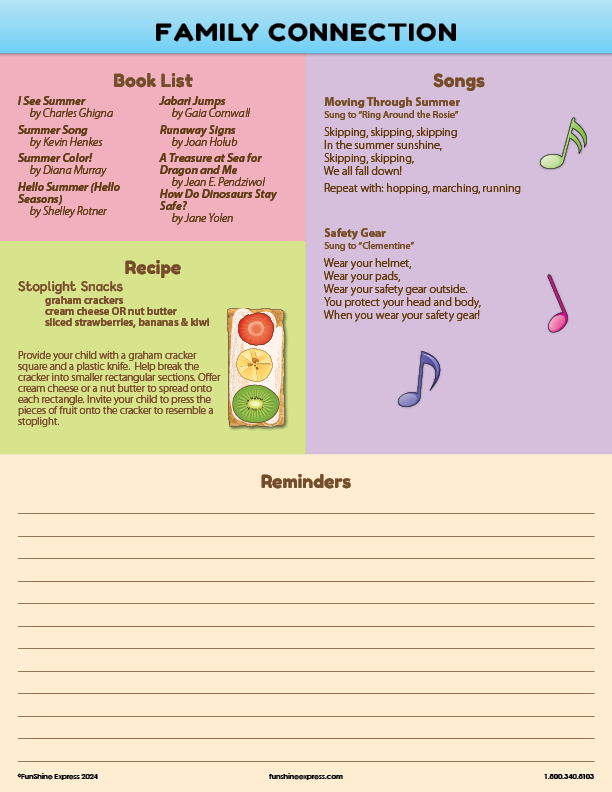 FAMILY CONNECTION
Book List
I See Summer
by Charles Ghigna
Summer Song
by Kevin Henkes
Summer Color!
by Diana Murray
Hello Summer (Hello
Seasons)
by Shelley Rotner
Jabari Jumps
by Gaia Cornwall
Runaway Signs
by Joan Holub
A Treasure at Sea for
Dragon and Me
by Jean E. Pendziwol
How Do Dinosaurs Stay
Safe?
by Jane Yolen
Recipe
Stoplight Snacks
graham crackers
cream cheese OR nut butter
sliced strawberries, bananas & kiwi
Provide your child with a graham cracker
square and a plastic knife. Help break the
cracker into smaller rectangular sections. Offer
cream cheese or a nut butter to spread onto
each rectangle. Invite your child to press the
pieces of fruit onto the cracker to resemble a
stoplight.
Songs
Moving Through Summer
Sung to "Ring Around the Rosie"
Skipping, skipping, skipping
In the summer sunshine,
Skipping, skipping,
We all fall down!
Repeat with: hopping, marching, running
Safety Gear
Sung to "Clementine"
Wear your helmet,
Wear your pads,
Wear your safety gear outside.
You protect your head and body,
When you wear your safety gear!
Reminders
©FunShine Express 2024
funshineexpress.com
1.800.340.8103